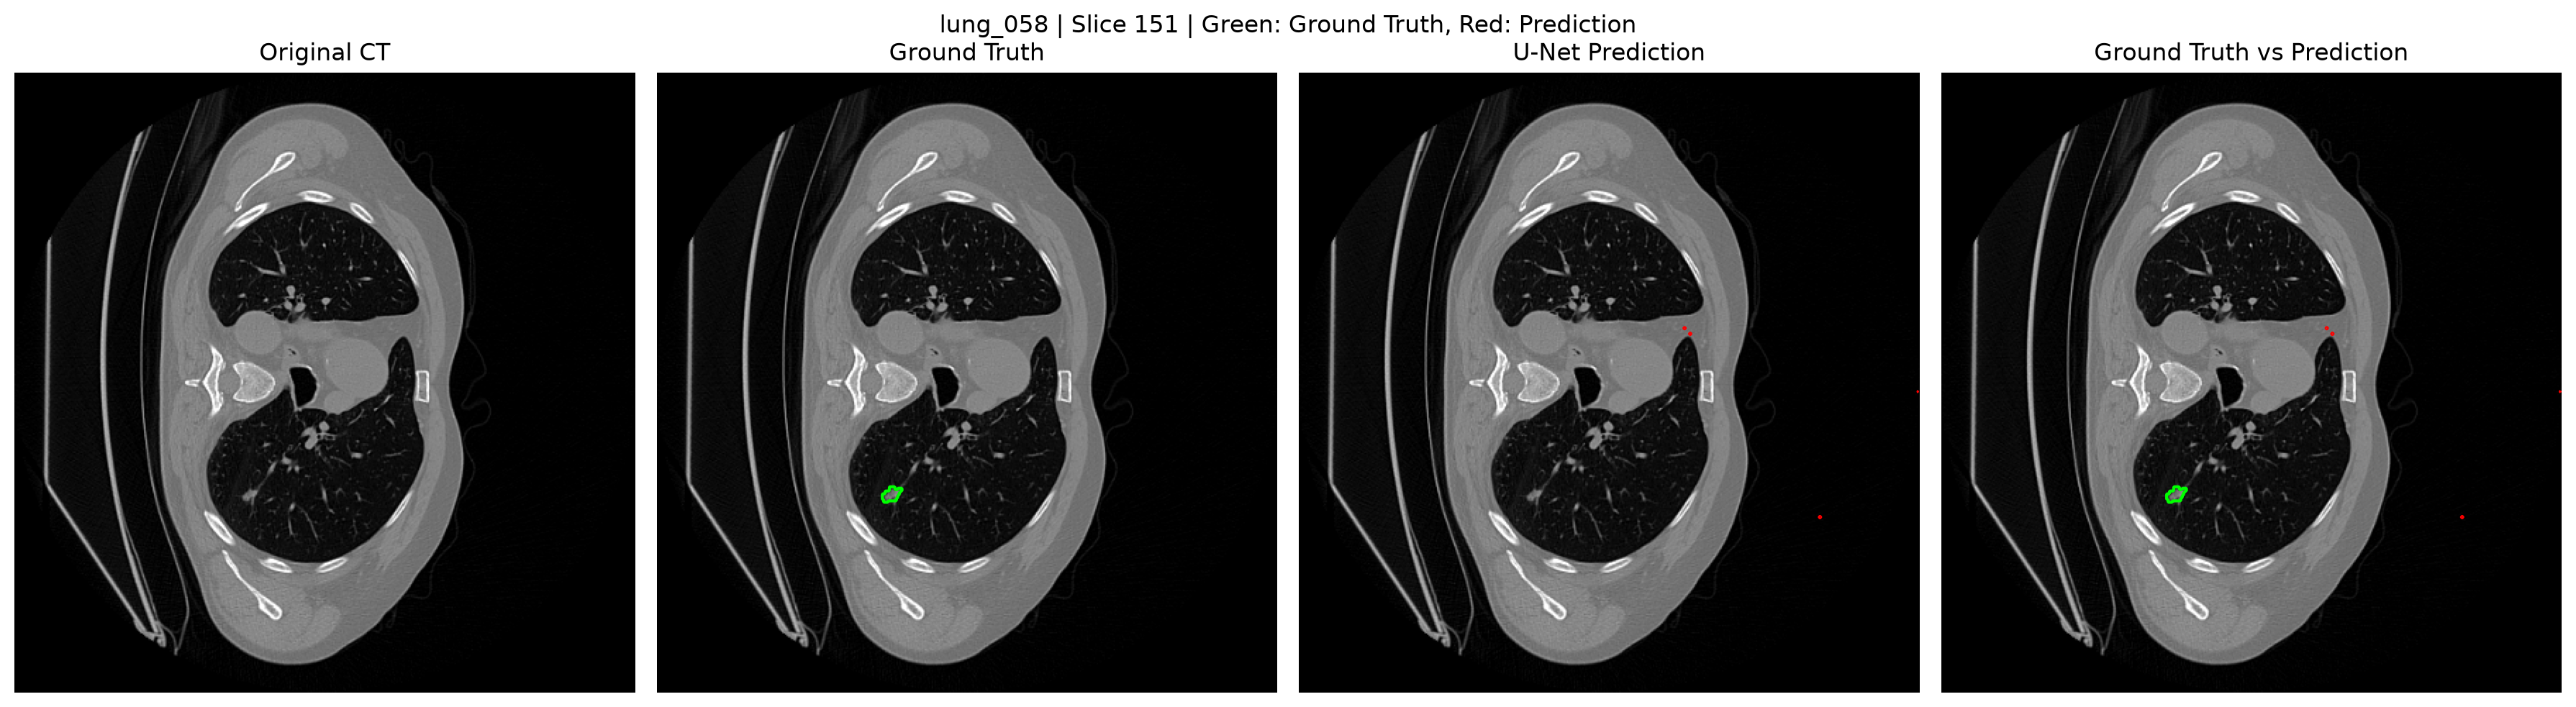 lung_058 | Slice 151 | Green: Ground Truth, Red: Prediction
Original CT
Ground Truth
U-Net Prediction
Ground Truth vs Prediction